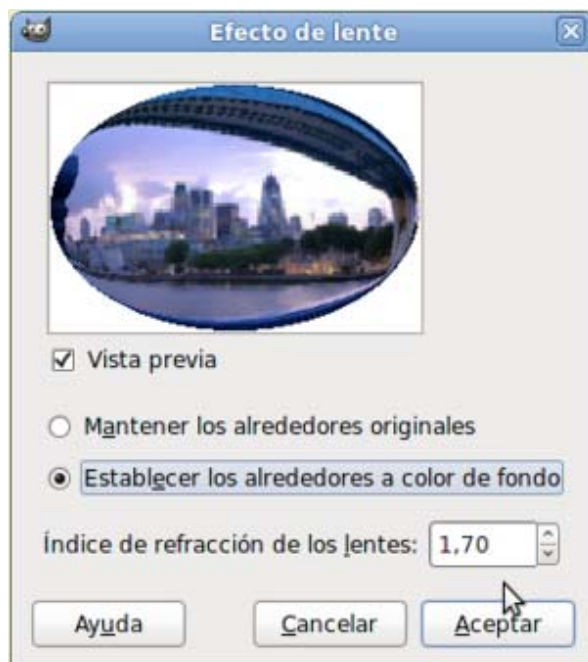 Efecto de lente
Vista previa
Mantener los alrededores originales
Establecer los alrededores a color de fondo
Índice de refracción de los lentes: 1,70
Ayuda Cancelar Aceptar